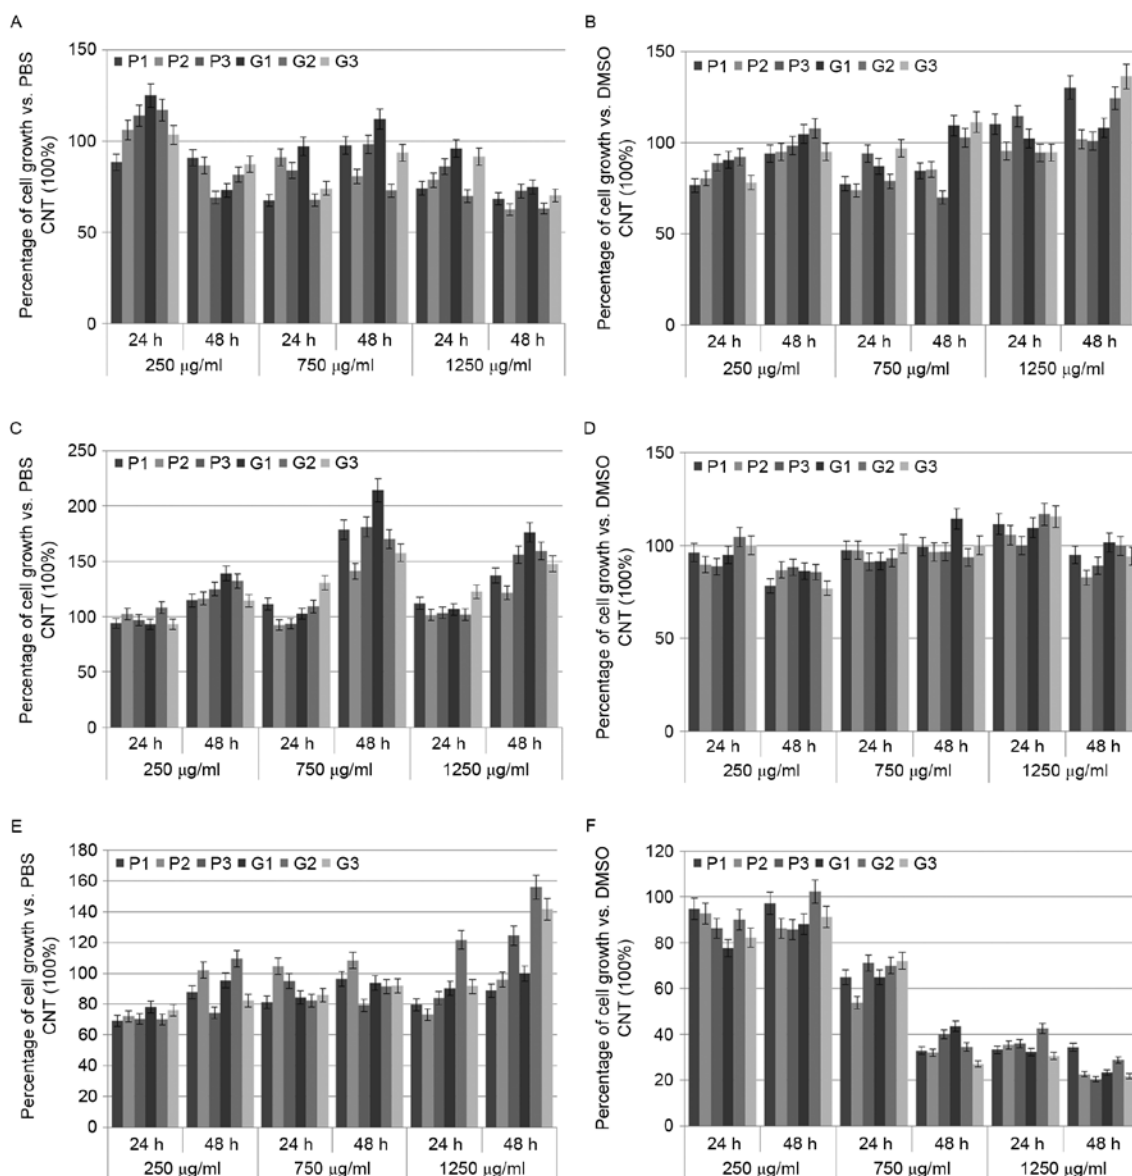 A
Percentage of cell growth vs. PBS
CNT (100%)
150
100
50
0
P1 P2 P3 G1 G2 G3
24 h 48 h 24 h 48 h 24 h 48 h
250 µg/ml 750 µg/ml 1250 µg/ml
B
Percentage of cell growth vs. DMSO
CNT (100%)
150
100
50
0
P1 P2 P3 G1 G2 G3
24 h 48 h 24 h 48 h 24 h 48 h
250 µg/ml 750 µg/ml 1250 µg/ml
C
Percentage of cell growth vs. PBS
CNT (100%)
250
200
150
100
50
0
P1 P2 P3 G1 G2 G3
24 h 48 h 24 h 48 h 24 h 48 h
250 µg/ml 750 µg/ml 1250 µg/ml
D
Percentage of cell growth vs. DMSO
CNT (100%)
150
100
50
0
P1 P2 P3 G1 G2 G3
24 h 48 h 24 h 48 h 24 h 48 h
250 µg/ml 750 µg/ml 1250 µg/ml
E
Percentage of cell growth vs. PBS
CNT (100%)
180
160
140
120
100
80
60
40
20
0
P1 P2 P3 G1 G2 G3
24 h 48 h 24 h 48 h 24 h 48 h
250 µg/ml 750 µg/ml 1250 µg/ml
F
Percentage of cell growth vs. DMSO
CNT (100%)
120
100
80
60
40
20
0
P1 P2 P3 G1 G2 G3
24 h 48 h 24 h 48 h 24 h 48 h
250 µg/ml 750 µg/ml 1250 µg/ml